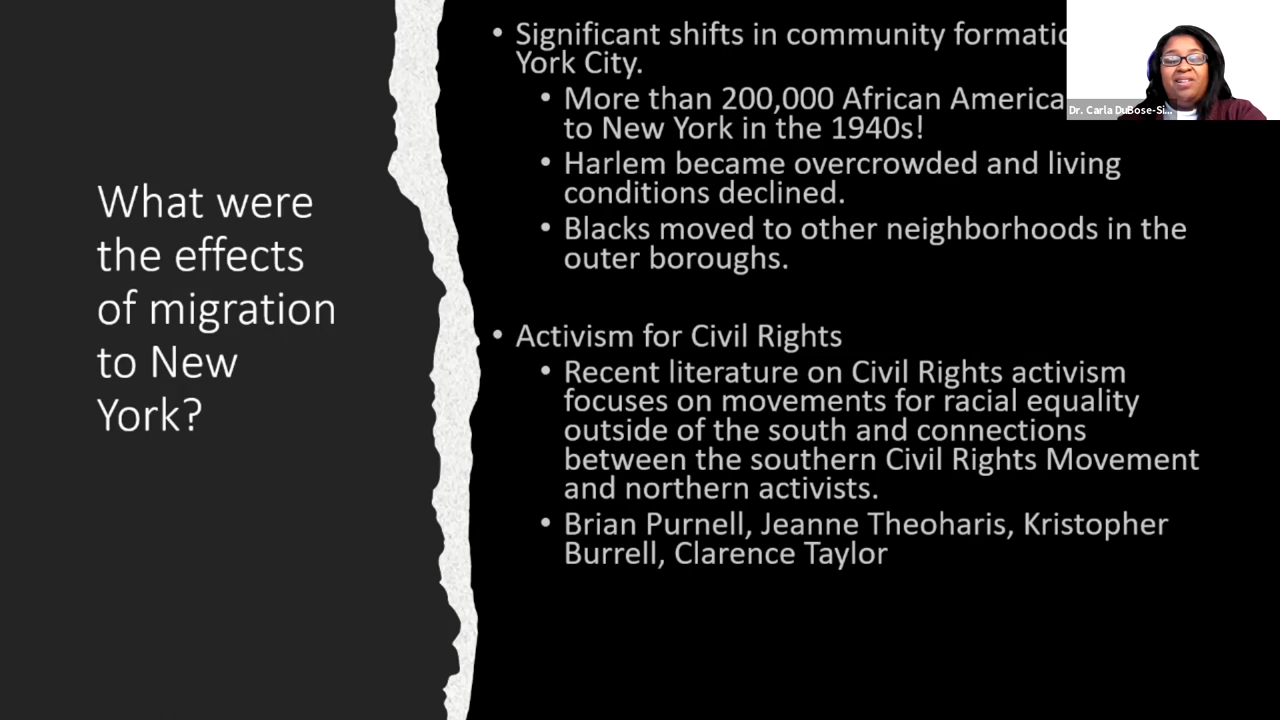 What were
the effects
of migration
to New
York?
• Significant shifts in community
York City.
• More than 200,000 African
to New York in the 1940s!
• Harlem became overcrowded and living
conditions declined.
• Blacks moved to other neighborhoods in the
outer boroughs.
• Activism for Civil Rights
• Recent literature on Civil Rights activism
focuses on movements for racial equality
outside of the south and connections
between the southern Civil Rights Movement
and northern activists.
• Brian Purnell, Jeanne Theoharis, Kristopher
Burrell, Clarence Taylor
Dr. Carla DuBose-Si...